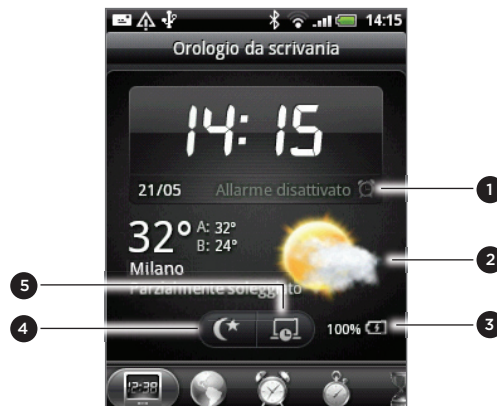 14:15
Orologio da scrivania
14:15
21/05 Allarme disattivato
1
32° A: 32°
B: 24°
2
Milano
Parzialmente soleggiato
5
4
100%
3
12:38